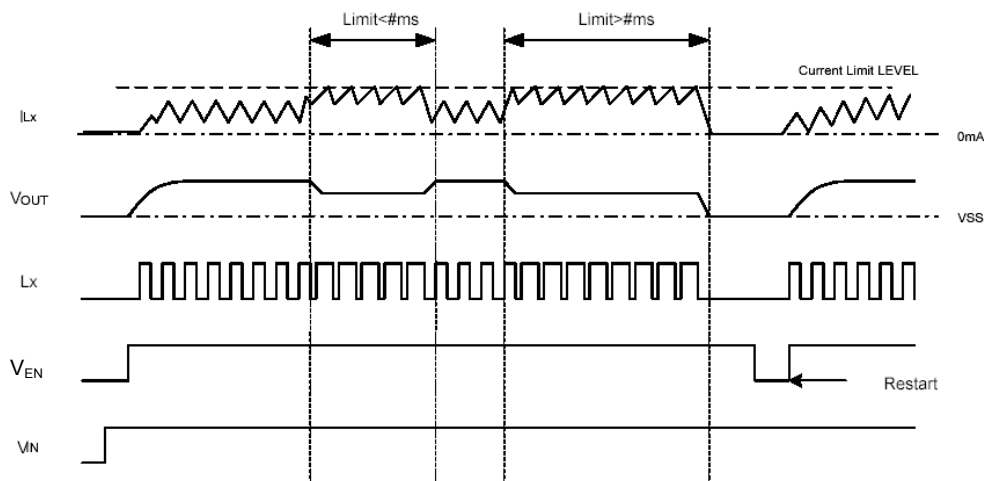 Limit<#ms
Limit>#ms
Current Limit LEVEL
ILx
0mA
VOUT
VSS
Lx
VEN
Restart
VIN